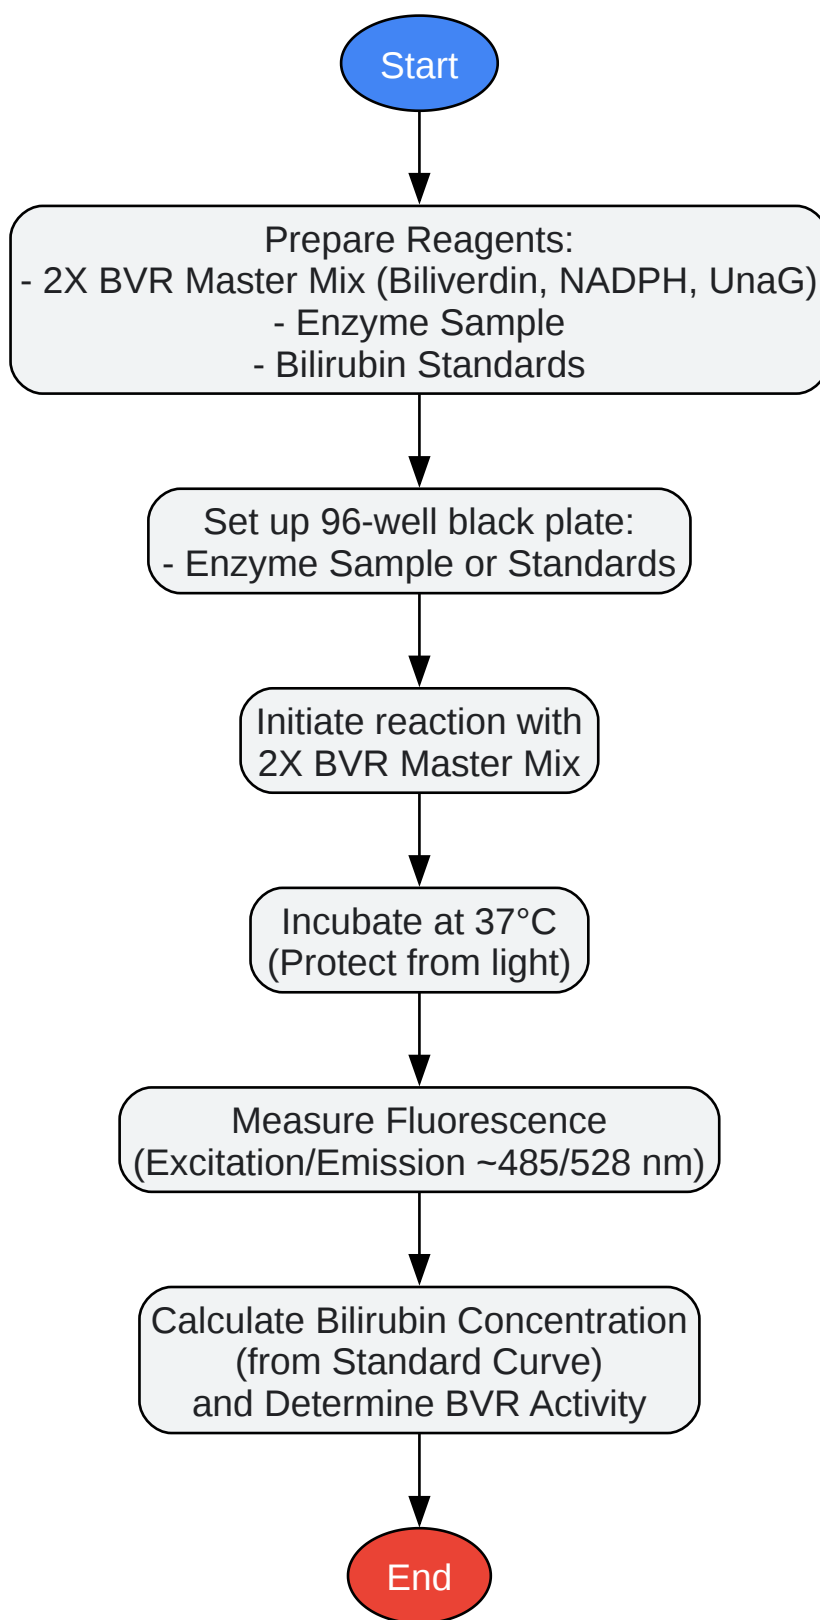 Start
Prepare Reagents:
- 2X BVR Master Mix (Biliverdin, NADPH, UnaG)
- Enzyme Sample
- Bilirubin Standards
Set up 96-well black plate:
- Enzyme Sample or Standards
Initiate reaction with
2X BVR Master Mix
Incubate at 37°C
(Protect from light)
Measure Fluorescence
(Excitation/Emission ~485/528 nm)
Calculate Bilirubin Concentration
(from Standard Curve)
and Determine BVR Activity
End